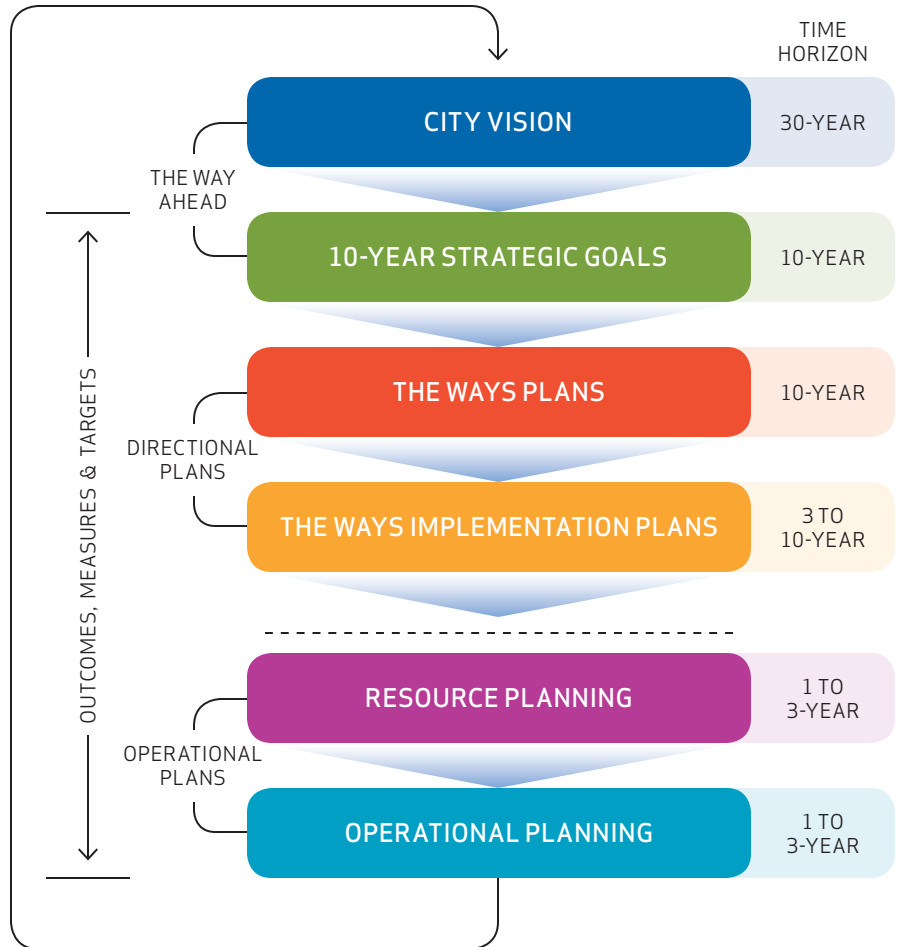 TIME
HORIZON
CITY VISION
30-YEAR
THE WAY
AHEAD
10-YEAR STRATEGIC GOALS
10-YEAR
THE WAYS PLANS
10-YEAR
DIRECTIONAL
PLANS
THE WAYS IMPLEMENTATION PLANS
3 TO
10-YEAR
OUTCOMES, MEASURES & TARGETS
RESOURCE PLANNING
1 TO
3-YEAR
OPERATIONAL
PLANS
OPERATIONAL PLANNING
1 TO
3-YEAR